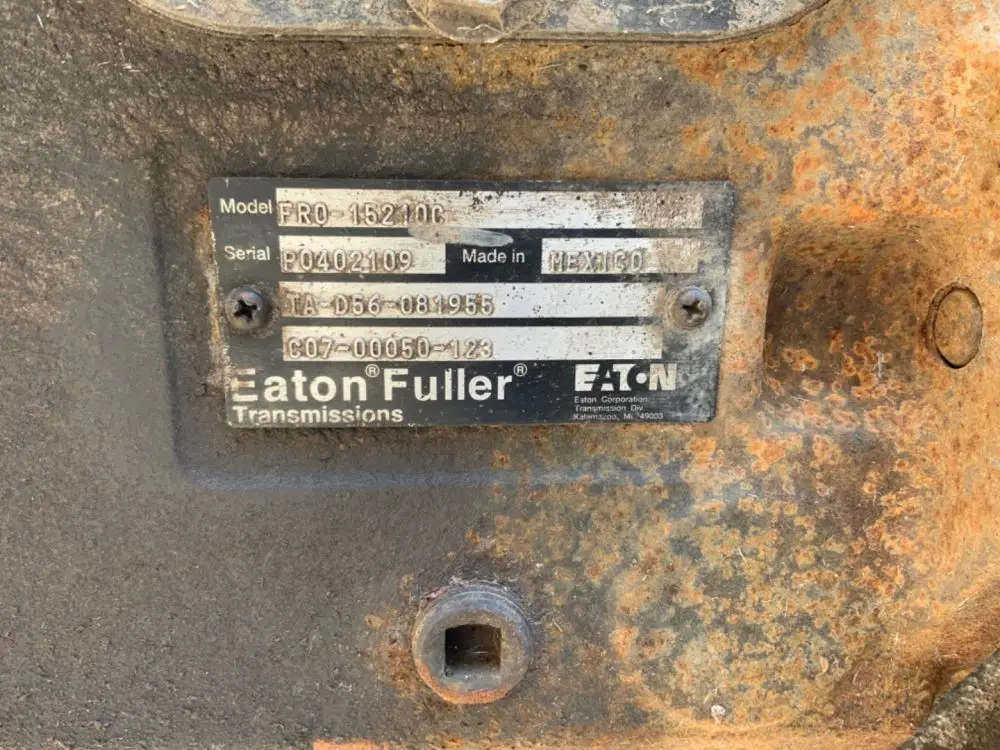 Model FRO-15210C
Serial P0402109 Made in MEXICO
TA-D56-081955
C07-00050-123
Eaton® Fuller®
Transmissions
EATON
Eaton Corporation
Transmission Div.
Kalamazoo, MI. 49003